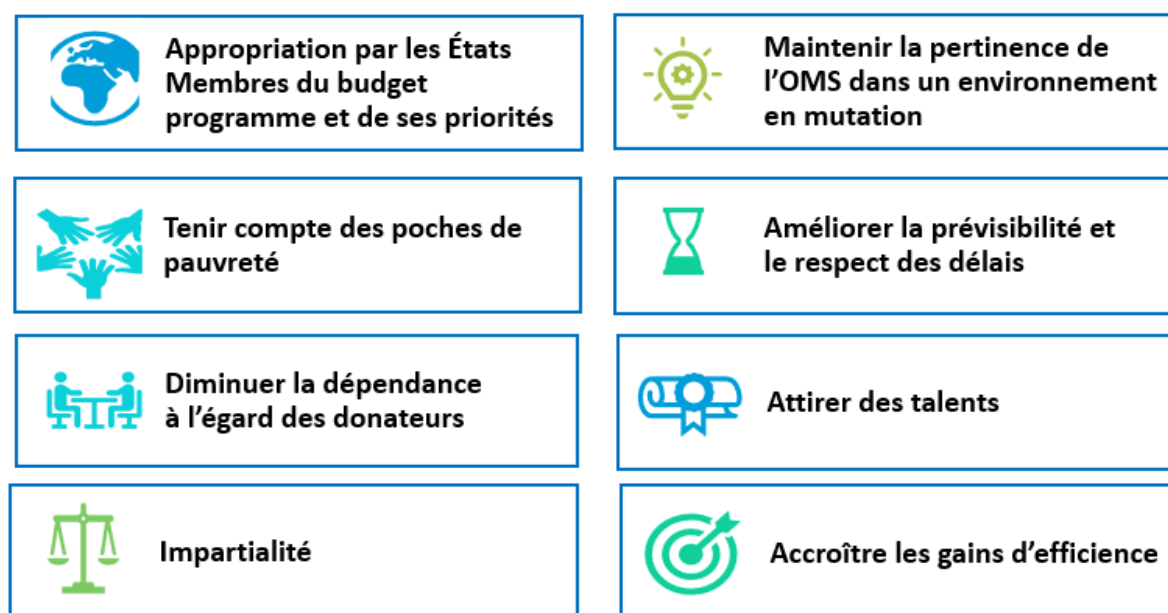 Appropriation par les États
Membres du budget
programme et de ses priorités
Maintenir la pertinence de
l’OMS dans un environnement
en mutation
Tenir compte des poches de
pauvreté
Améliorer la prévisibilité et
le respect des délais
Diminuer la dépendance
à l’égard des donateurs
Attirer des talents
Impartialité
Accroître les gains d’efficience